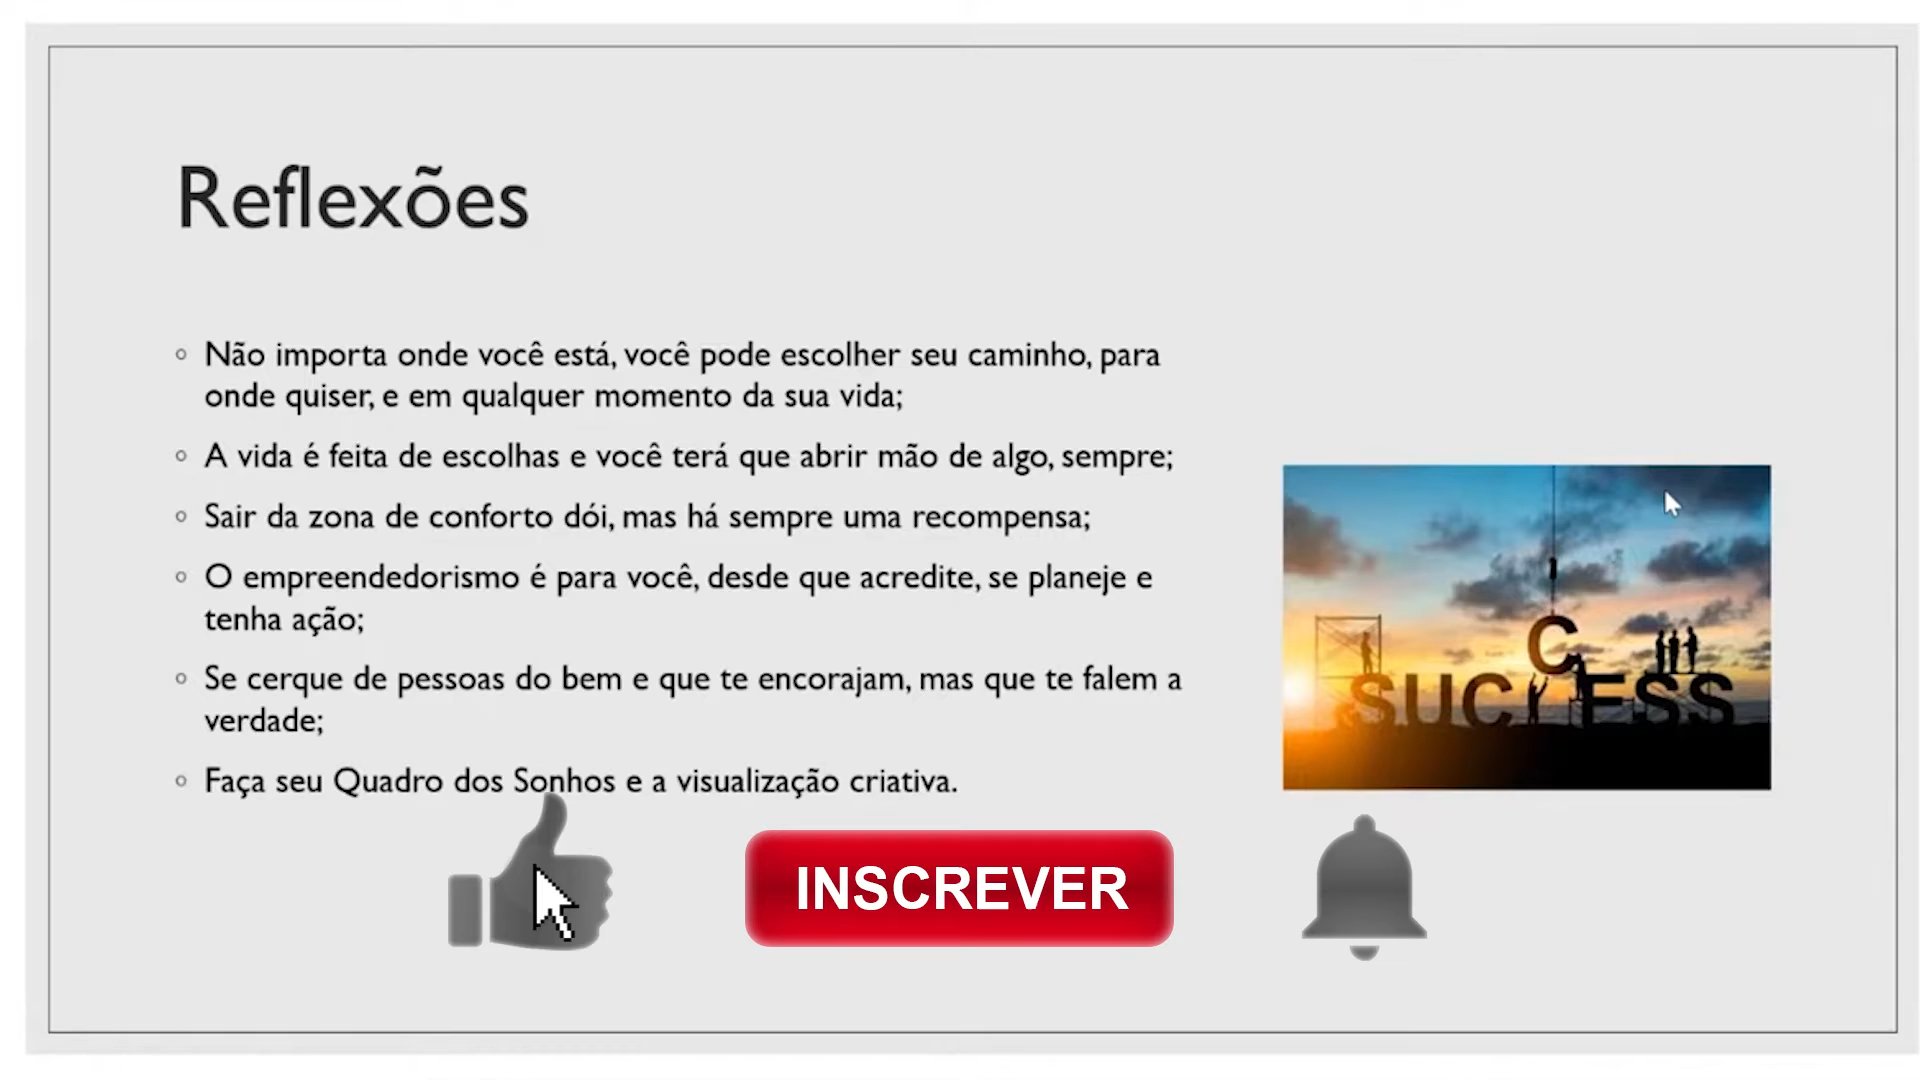 Reflexões
Não importa onde você está, você pode escolher seu caminho, para
onde quiser, e em qualquer momento da sua vida;
A vida é feita de escolhas e você terá que abrir mão de algo, sempre;
Sair da zona de conforto dói, mas há sempre uma recompensa;
O empreendedorismo é para você, desde que acredite, se planeje e
tenha ação;
Se cerque de pessoas do bem e que te encorajam, mas que te falem a
verdade;
Faça seu Quadro dos Sonhos e a visualização criativa.
SUCCESS
INSCREVER